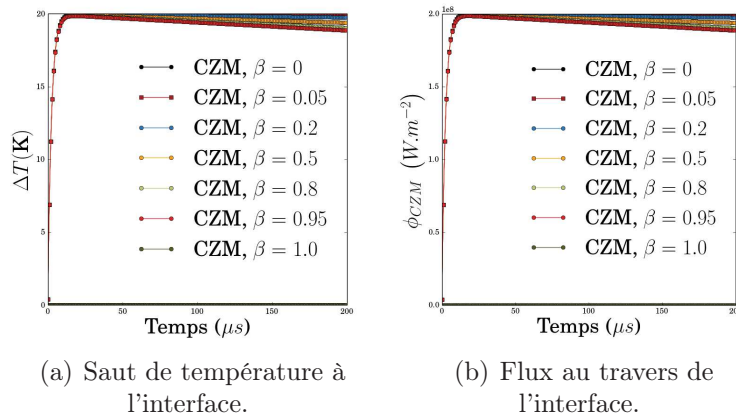 20
15
10
5
0
0
50
100
150
200
ΔT(K)
Temps (μs)
CZM, β = 0
CZM, β = 0.05
CZM, β = 0.2
CZM, β = 0.5
CZM, β = 0.8
CZM, β = 0.95
CZM, β = 1.0
(a) Saut de température à
l'interface.
2.0 1e8
1.5
1.0
0.5
0.0
0
50
100
150
200
ϕCZM (W.m−2)
Temps (μs)
CZM, β = 0
CZM, β = 0.05
CZM, β = 0.2
CZM, β = 0.5
CZM, β = 0.8
CZM, β = 0.95
CZM, β = 1.0
(b) Flux au travers de
l'interface.